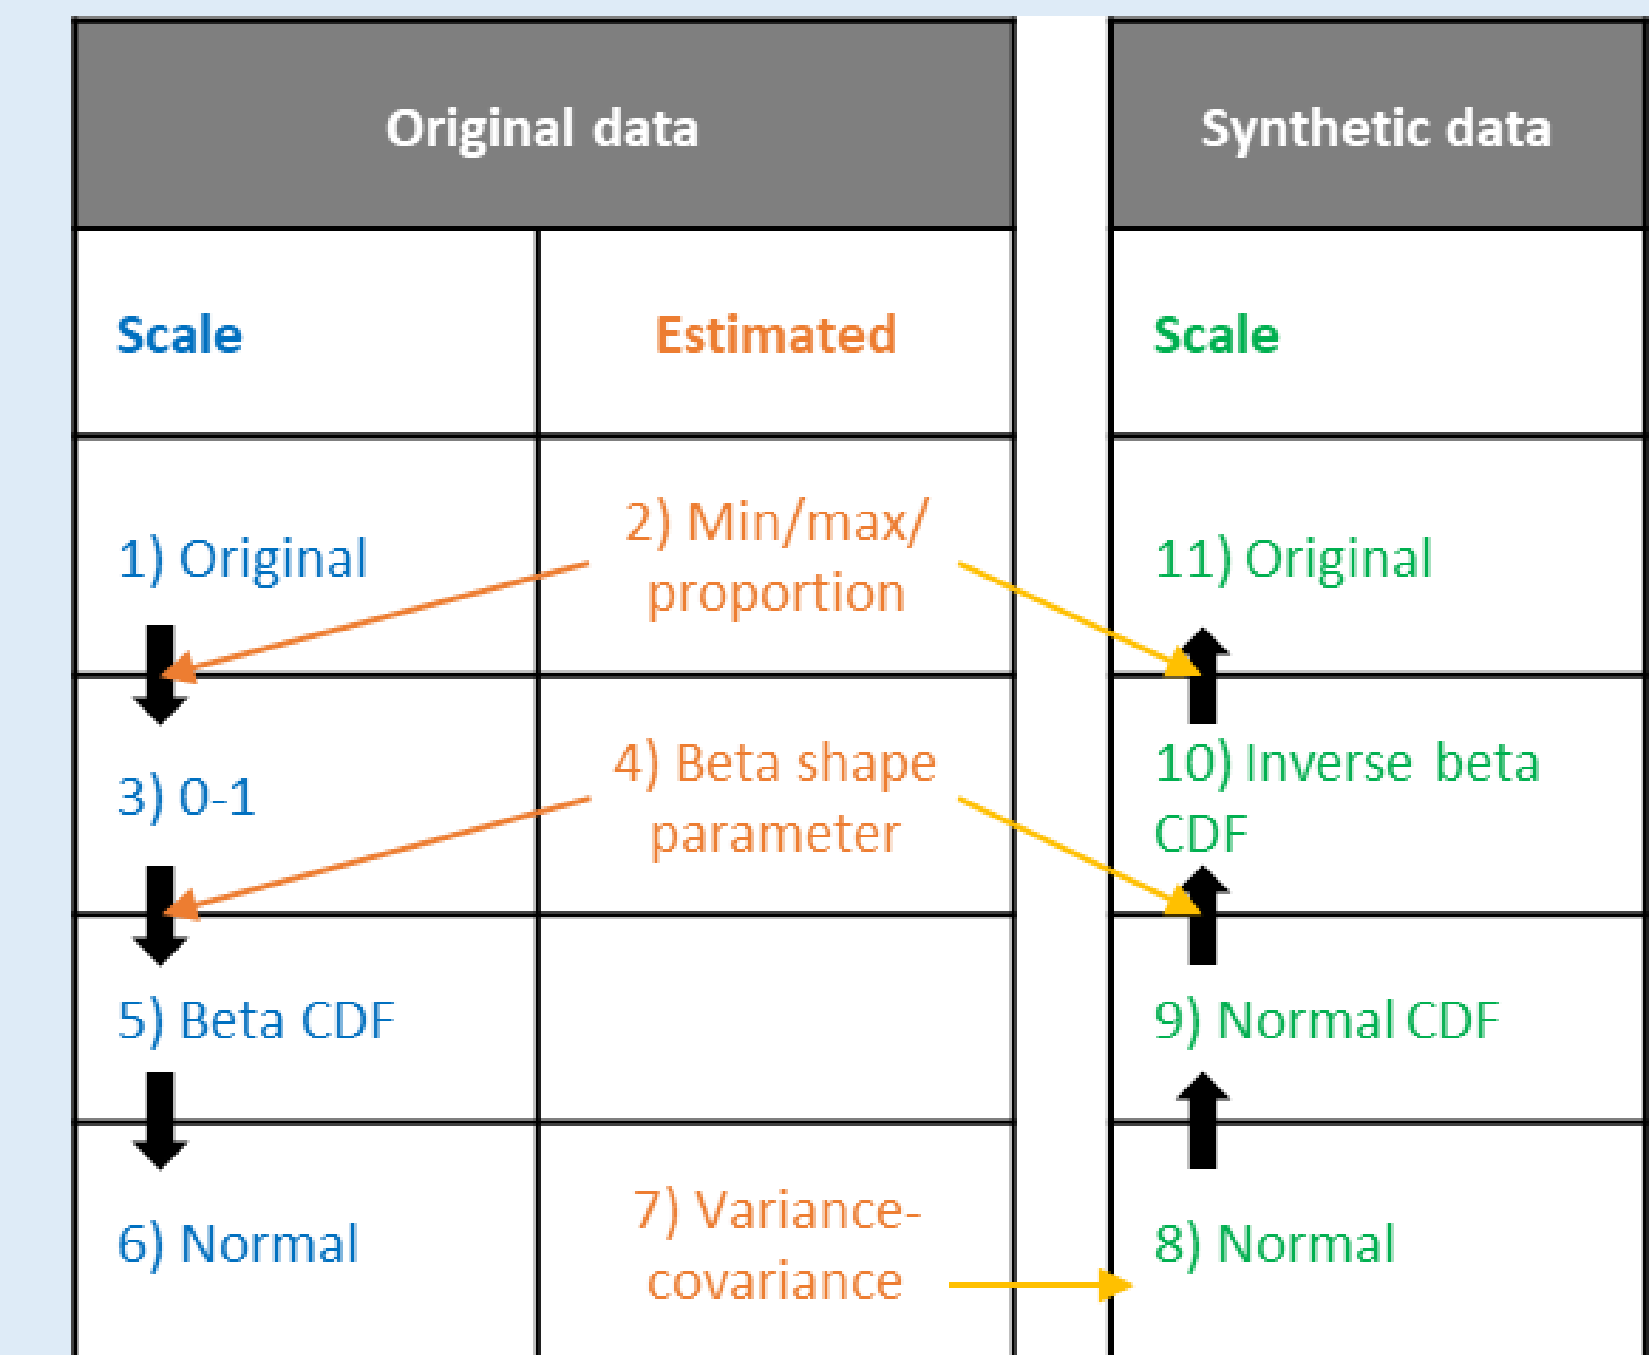 Original data
Synthetic data
Scale
Estimated
Scale
1) Original
2) Min/max/
proportion
11) Original
3) 0-1
4) Beta shape
parameter
10) Inverse beta
CDF
5) Beta CDF
9) Normal CDF
6) Normal
7) Variance-
covariance
8) Normal